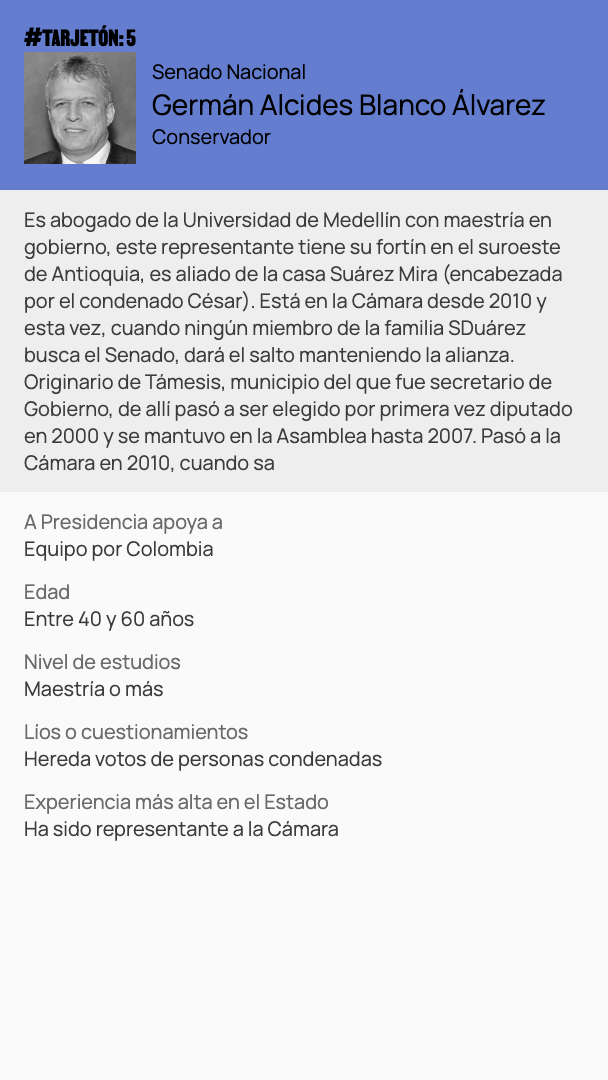 #TARJETÓN: 5
Senado Nacional
Germán Alcides Blanco Álvarez
Conservador
Es abogado de la Universidad de Medellín con maestría en
gobierno, este representante tiene su fortín en el suroeste
de Antioquia, es aliado de la casa Suárez Mira (encabezada
por el condenado César). Está en la Cámara desde 2010 y
esta vez, cuando ningún miembro de la familia SDuárez
busca el Senado, dará el salto manteniendo la alianza.
Originario de Támesis, municipio del que fue secretario de
Gobierno, de allí pasó a ser elegido por primera vez diputado
en 2000 y se mantuvo en la Asamblea hasta 2007. Pasó a la
Cámara en 2010, cuando sa
A Presidencia apoya a
Equipo por Colombia
Edad
Entre 40 y 60 años
Nivel de estudios
Maestría o más
Líos o cuestionamientos
Hereda votos de personas condenadas
Experiencia más alta en el Estado
Ha sido representante a la Cámara